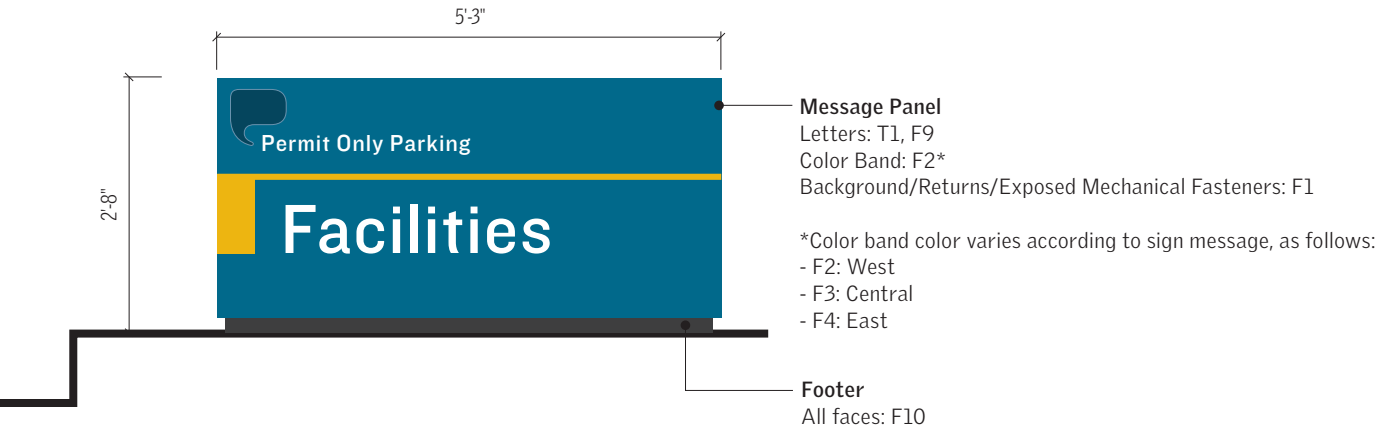 5'-3"
2'-8"
Permit Only Parking
Facilities
Message Panel
Letters: T1, F9
Color Band: F2*
Background/Returns/Exposed Mechanical Fasteners: F1
*Color band color varies according to sign message, as follows:
- F2: West
- F3: Central
- F4: East
Footer
All faces: F10